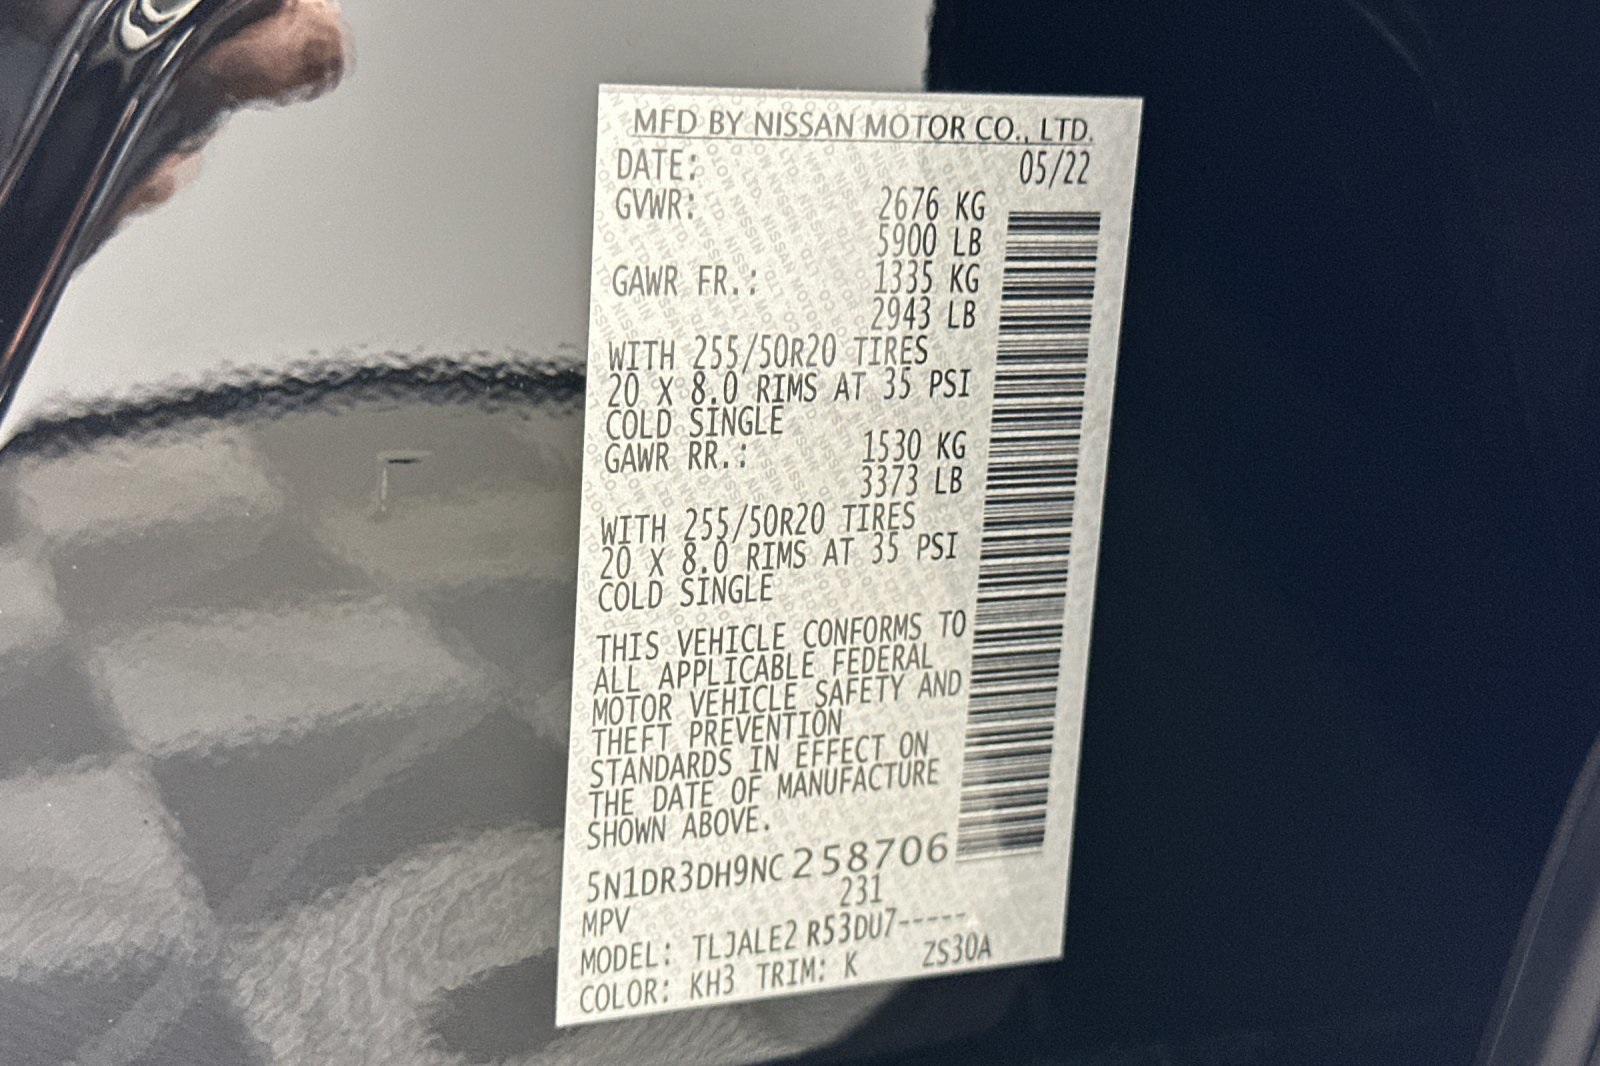 MFD BY NISSAN MOTOR CO., LTD.
DATE: 05/22
GVWR: 2676 KG
5900 LB
GAWR FR.: 1335 KG
2943 LB
WITH 255/50R20 TIRES
20 X 8.0 RIMS AT 35 PSI
COLD SINGLE
GAWR RR.: 1530 KG
3373 LB
WITH 255/50R20 TIRES
20 X 8.0 RIMS AT 35 PSI
COLD SINGLE
THIS VEHICLE CONFORMS TO
ALL APPLICABLE FEDERAL
MOTOR VEHICLE SAFETY AND
THEFT PREVENTION
STANDARDS IN EFFECT ON
THE DATE OF MANUFACTURE
SHOWN ABOVE.
5N1DR3DH9NC258706
MPV 231
MODEL: TLJALE2 R53DU7-----
COLOR: KH3 TRIM: K ZS30A